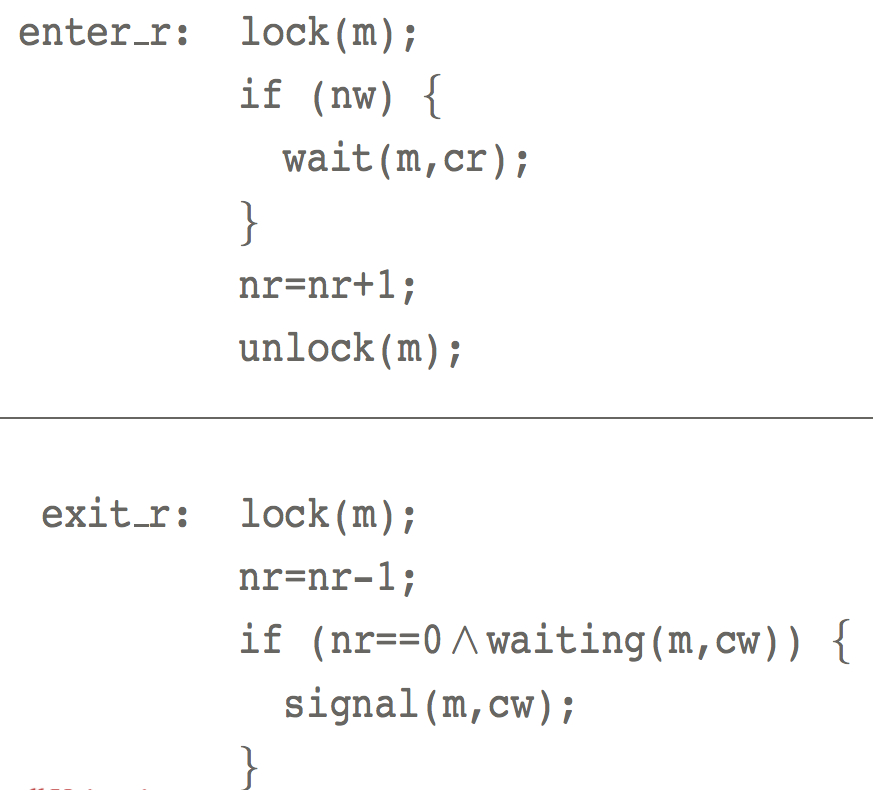 enter_r: lock(m);
if (nw) {
wait(m,cr);
}
nr=nr+1;
unlock(m);
exit_r: lock(m);
nr=nr-1;
if (nr==0∧waiting(m,cw)) {
signal(m,cw);
}